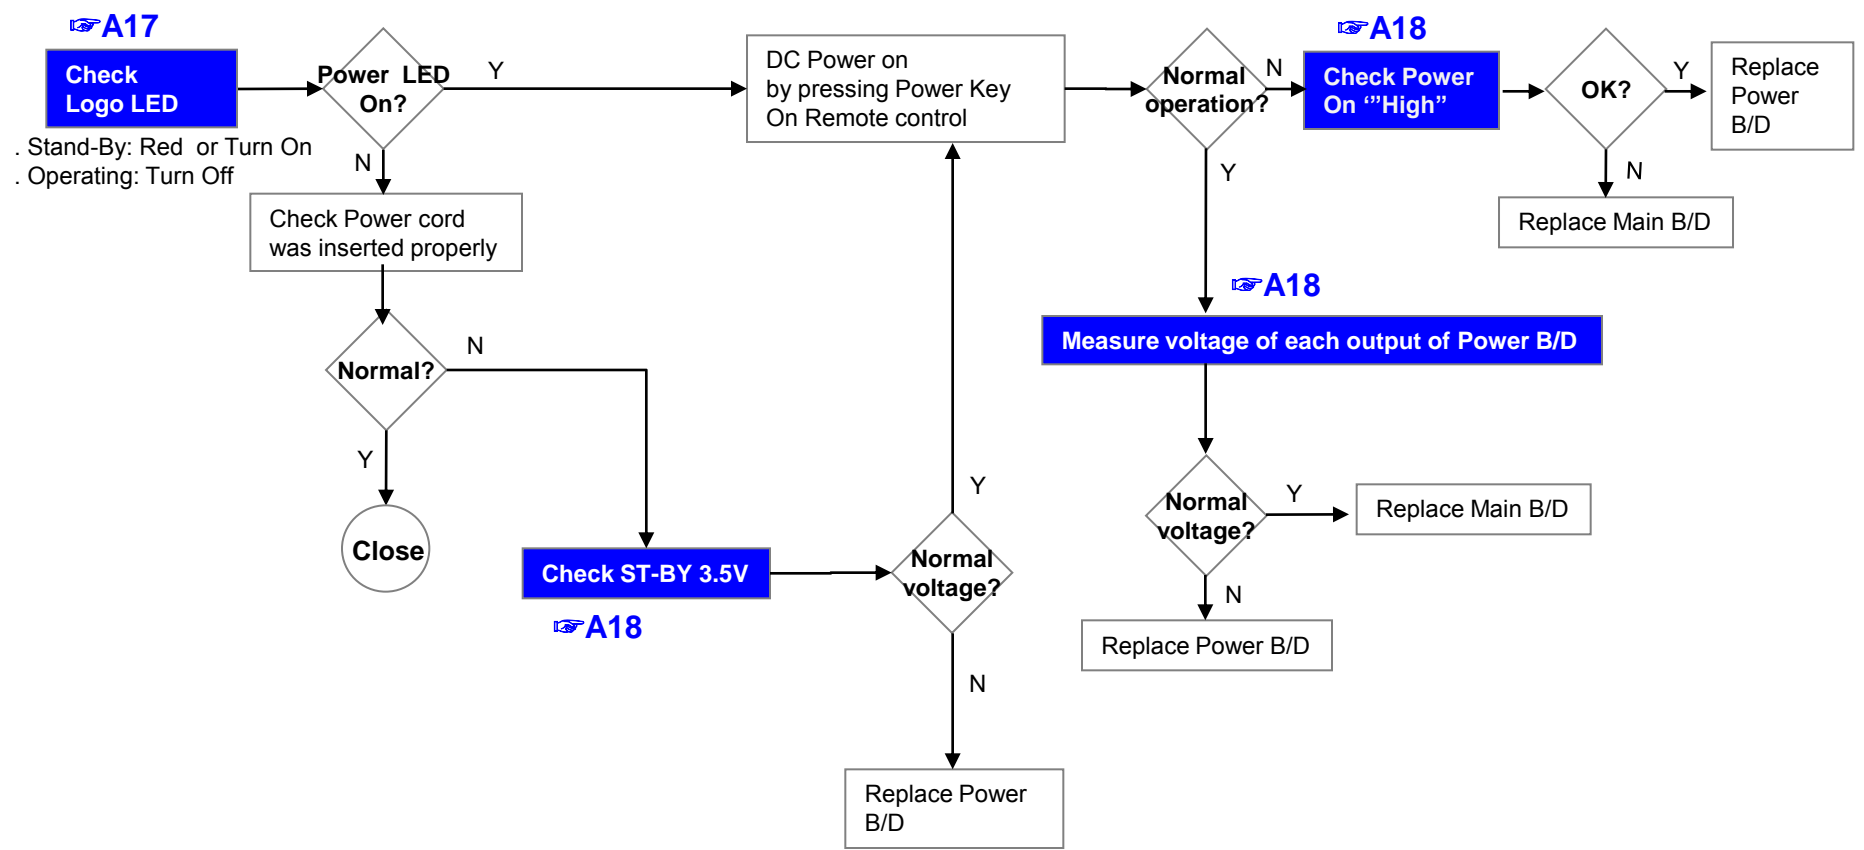 ☞A17
Check
Logo LED
. Stand-By: Red or Turn On
. Operating: Turn Off
Power LED
On?
Y
N
Check Power cord
was inserted properly
Normal?
N
Y
Close
Check ST-BY 3.5V
☞A18
Normal
voltage?
Y
N
Replace Power
B/D
DC Power on
by pressing Power Key
On Remote control
Normal
operation?
N
Y
☞A18
Check Power
On ‘”High”
OK?
Y
Replace
Power
B/D
N
Replace Main B/D
☞A18
Measure voltage of each output of Power B/D
Normal
voltage?
Y
Replace Main B/D
N
Replace Power B/D